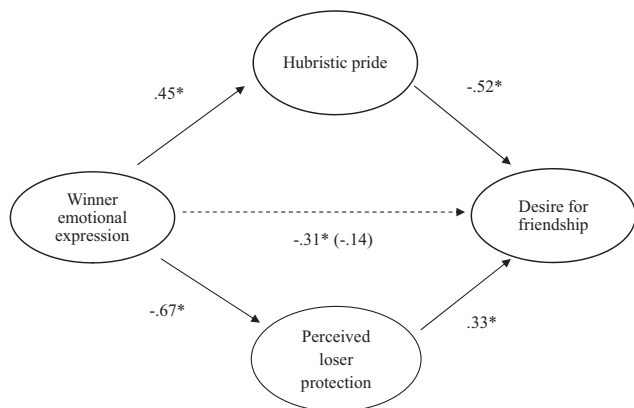 Hubristic pride
.45*
-.52*
Winner
emotional
expression
Desire for
friendship
-.31* (-.14)
-.67*
.33*
Perceived
loser
protection